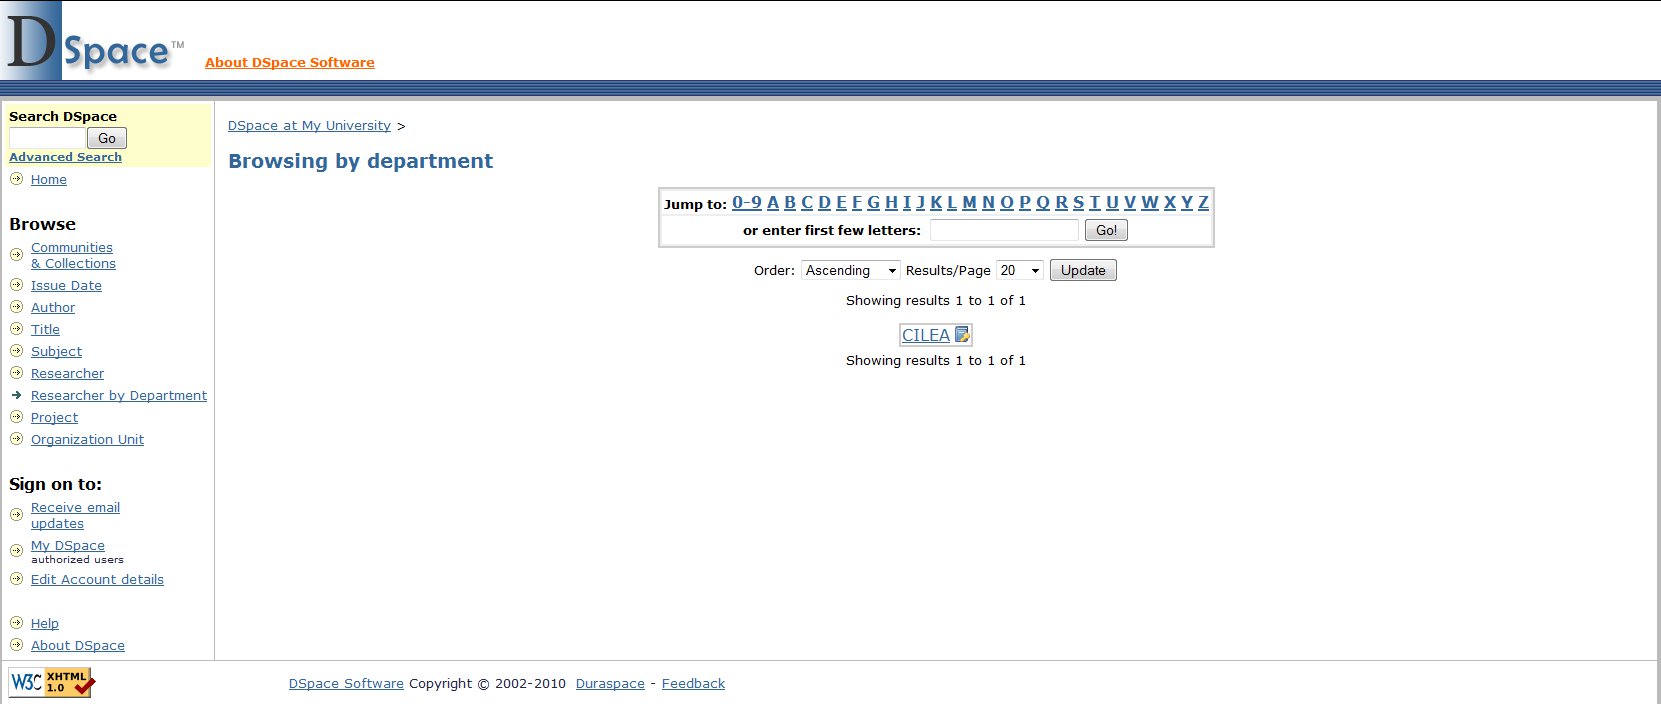 DSpace™
About DSpace Software
Search DSpace
Go
Advanced Search
Home
Browse
Communities
& Collections
Issue Date
Author
Title
Subject
Researcher
Researcher by Department
Project
Organization Unit
Sign on to:
Receive email
updates
My DSpace
authorized users
Edit Account details
Help
About DSpace
DSpace at My University >
Browsing by department
Jump to: 0-9 A B C D E F G H I J K L M N O P Q R S T U V W X Y Z
or enter first few letters: Go!
Order: Ascending Results/Page 20 Update
Showing results 1 to 1 of 1
CILEA
Showing results 1 to 1 of 1
W3C XHTML
1.0
DSpace Software Copyright © 2002-2010 Duraspace - Feedback